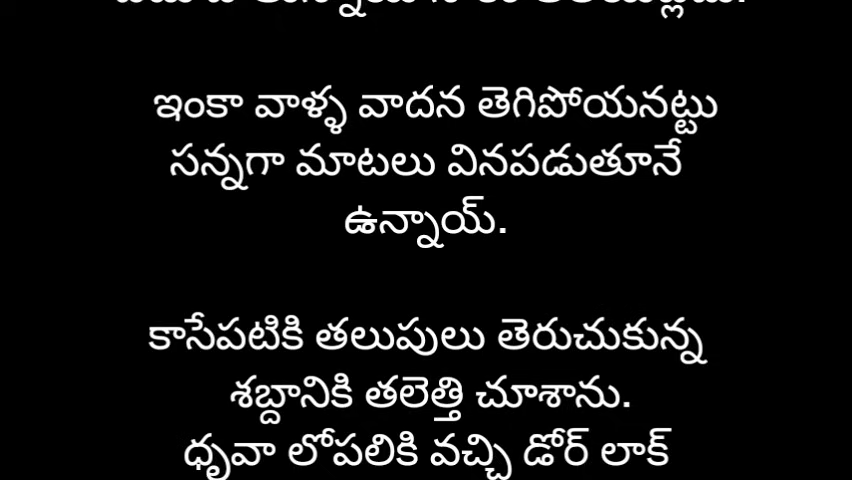 ఇంకా వాళ్ళ వాదన తెగిపోయనట్టు
సన్నగా మాటలు వినపడుతూనే
ఉన్నాయ్.
కాసేపటికి తలుపులు తెరుచుకున్న
శబ్దానికి తలెత్తి చూశాను.
ధృవా లోపలికి వచ్చి డోర్ లాక్